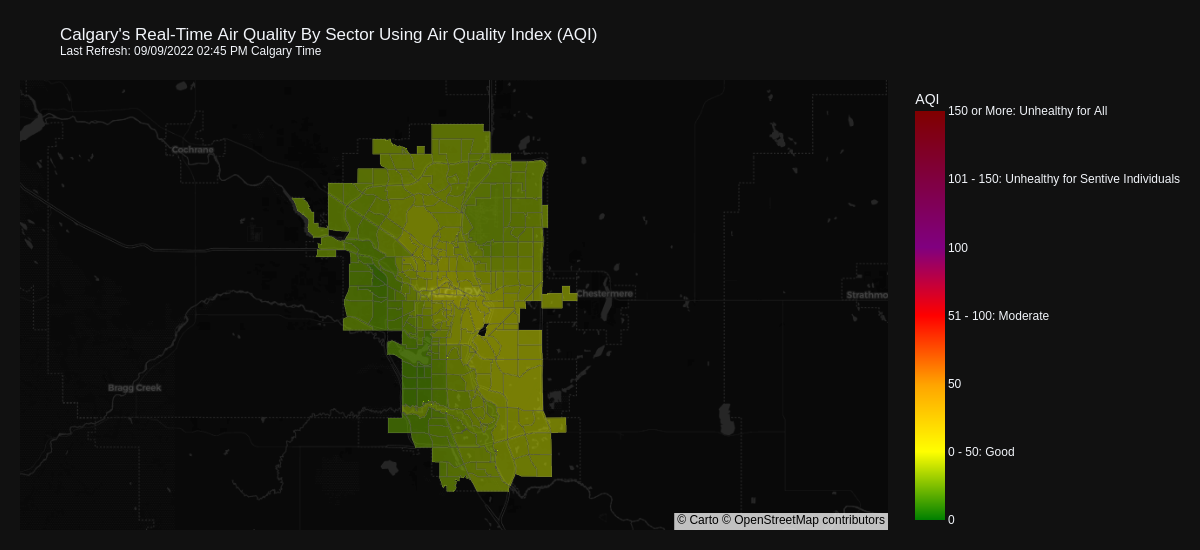 Calgary's Real-Time Air Quality By Sector Using Air Quality Index (AQI)
Last Refresh: 09/09/2022 02:45 PM Calgary Time
AQI
150 or More: Unhealthy for All
Cochrane
101 - 150: Unhealthy for Sentive Individuals
100
Chestermere
Strathmo
51 - 100: Moderate
Bragg Creek
50
0 - 50: Good
0
© Carto © OpenStreetMap contributors